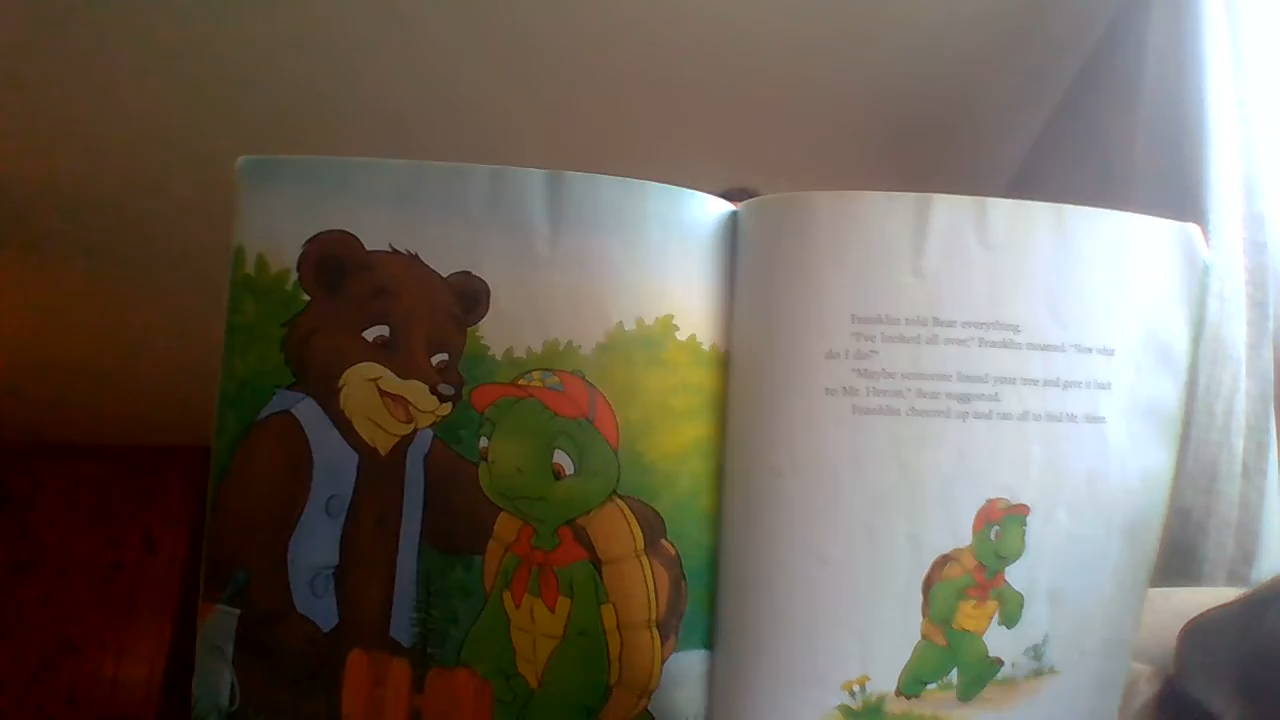 Franklin told Bear everything.
"I've looked all over," Franklin moaned. "Now what
do I do?"
"Maybe someone found your tree and gave it back
to Mr. Heron," Bear suggested.
Franklin cheered up and ran off to find Mr. Heron.